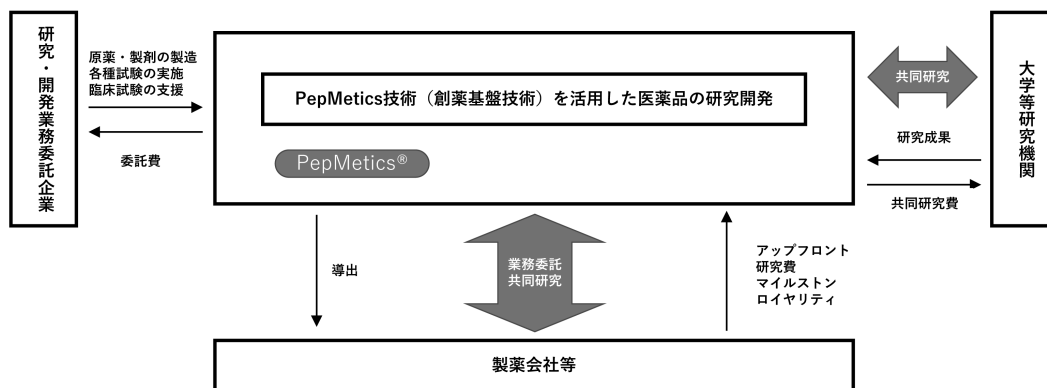 研究・開発業務委託企業
原薬・製剤の製造
各種試験の実施
臨床試験の支援
委託費
PepMetics技術（創薬基盤技術）を活用した医薬品の研究開発
PepMetics®
共同研究
研究成果
共同研究費
大学等研究機関
導出
業務委託
共同研究
アップフロント
研究費
マイルストン
ロイヤリティ
製薬会社等